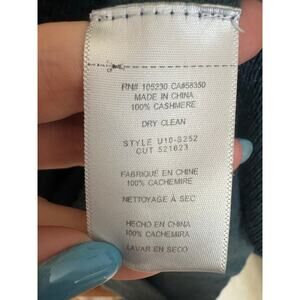 RN# 105230 CA#58350
MADE IN CHINA
100% CASHMERE
DRY CLEAN
STYLE U10-S252
CUT 521623
FABRIQUÉ EN CHINE
100% CACHEMIRE
NETTOYAGE À SEC
HECHO EN CHINA
100% CACHEMIRA
LAVAR EN SECO